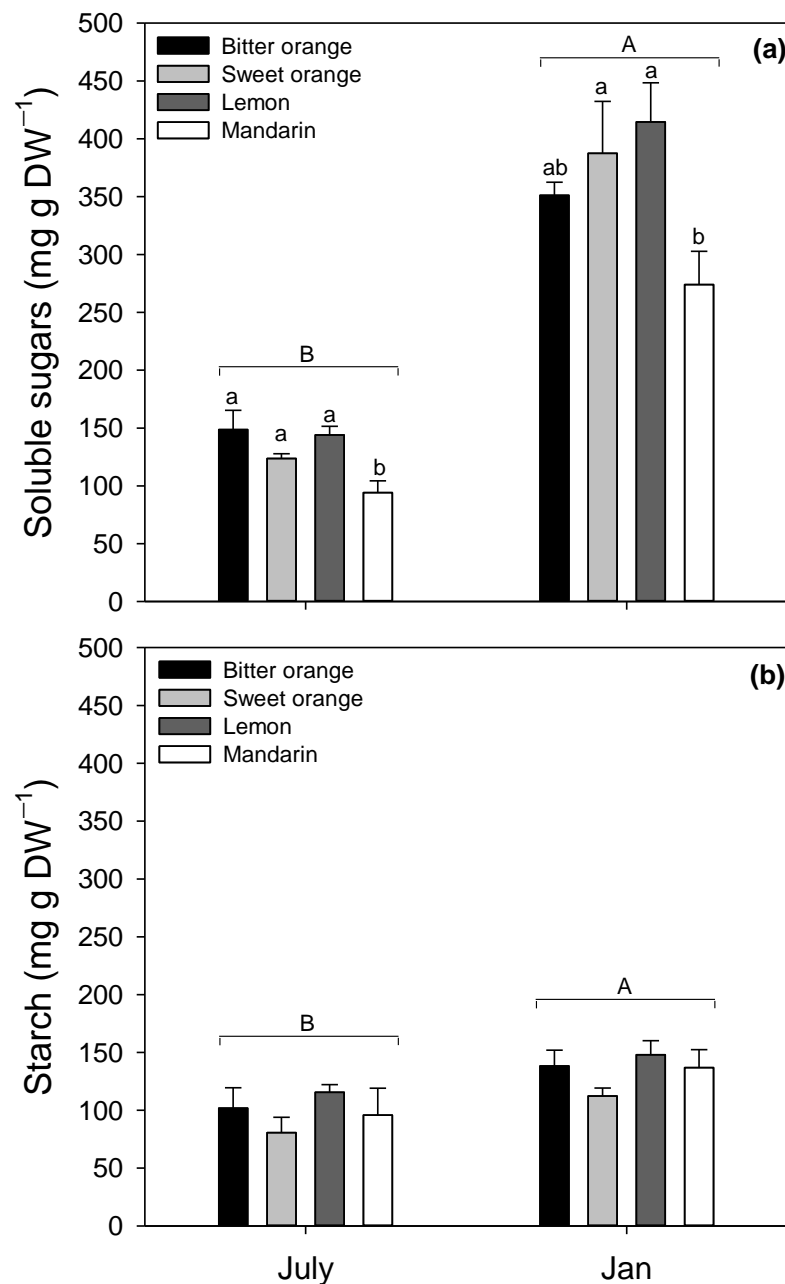 Soluble sugars (mg g DW⁻¹)
500
450
400
350
300
250
200
150
100
50
0
Bitter orange
Sweet orange
Lemon
Mandarin
(a)
B
a
a
a
b
A
ab
a
a
b
Starch (mg g DW⁻¹)
500
450
400
350
300
250
200
150
100
50
0
Bitter orange
Sweet orange
Lemon
Mandarin
(b)
B
A
July
Jan